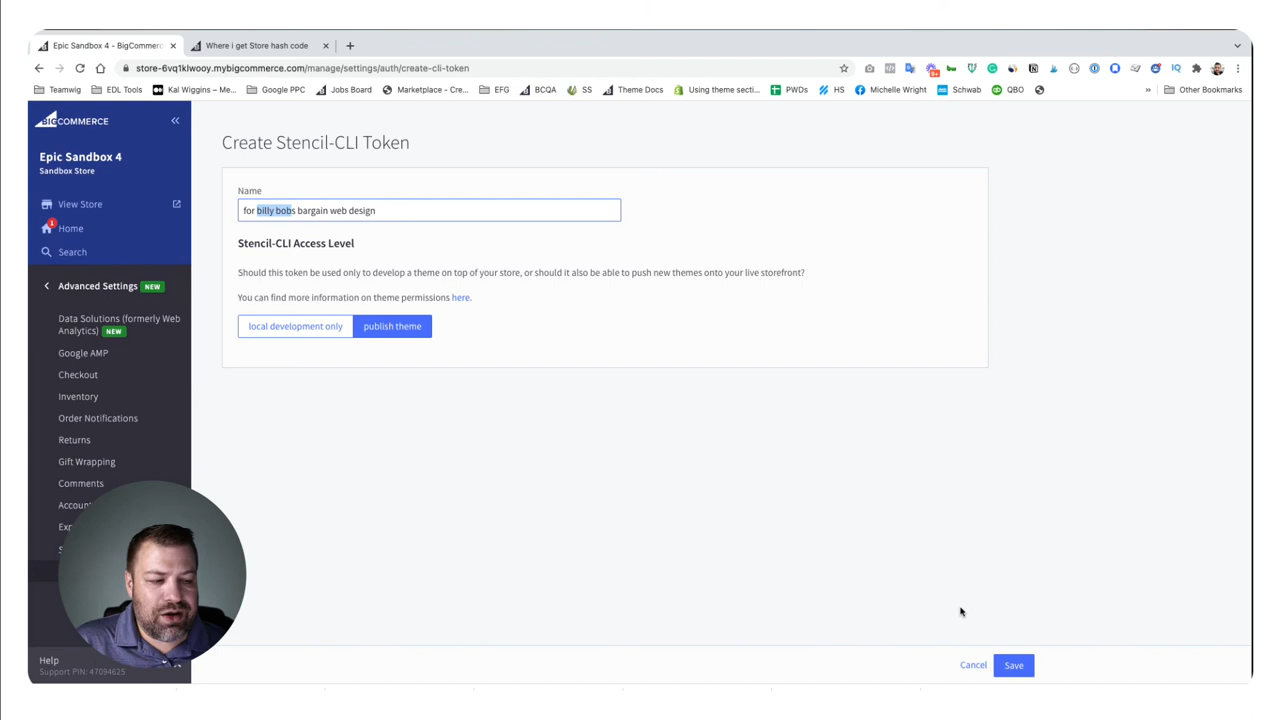 Epic Sandbox 4 - BigCommerc
Where i get Store hash code
store-6vq1klwooy.mybigcommerce.com/manage/settings/auth/create-cli-token
9+
Teamwig
EDL Tools
Kal Wiggins – Me...
Google PPC
Jobs Board
Marketplace - Cre...
EFG
BCQA
SS
Theme Docs
Using theme secti...
PWDs
HS
Michelle Wright
Schwab
QBO
»
Other Bookmarks
BIGCOMMERCE
«
Epic Sandbox 4
Sandbox Store
View Store
1
Home
Search
Advanced Settings NEW
Data Solutions (formerly Web
Analytics) NEW
Google AMP
Checkout
Inventory
Order Notifications
Returns
Gift Wrapping
Comments
Accoun
Exp
S
Help
Support PIN: 47094625
Create Stencil-CLI Token
Name
for billy bobs bargain web design
Stencil-CLI Access Level
Should this token be used only to develop a theme on top of your store, or should it also be able to push new themes onto your live storefront?
You can find more information on theme permissions here.
local development only
publish theme
Cancel
Save